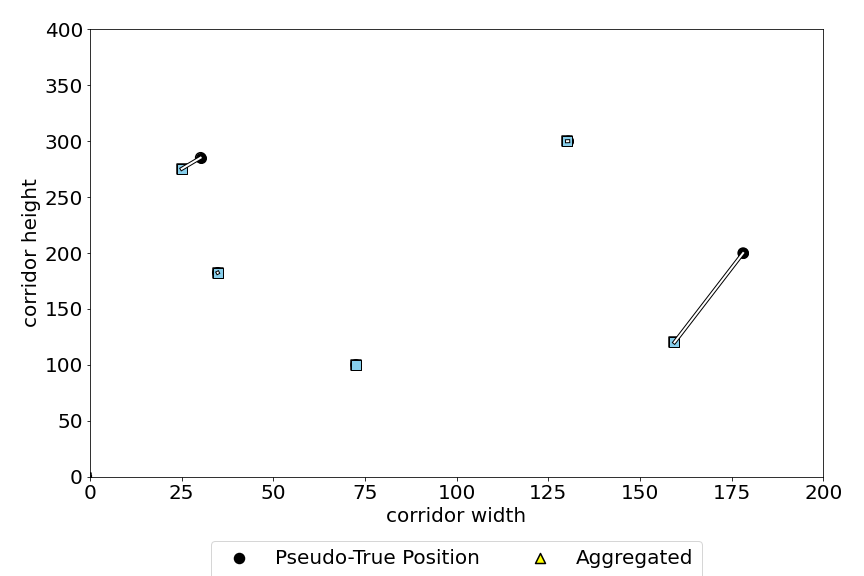 400
350
300
250
200
150
100
50
0
corridor height
0 25 50 75 100 125 150 175 200
corridor width
Pseudo-True Position Aggregated